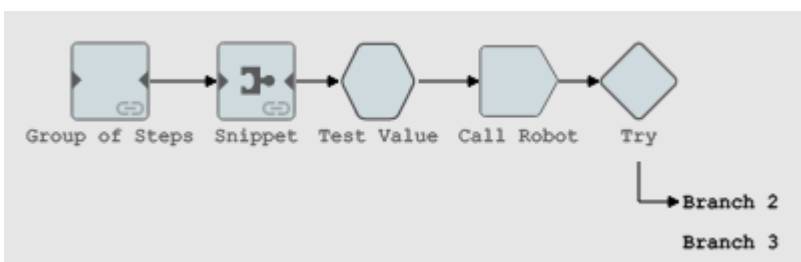 Group of Steps Snippet Test Value Call Robot Try
Branch 2
Branch 3